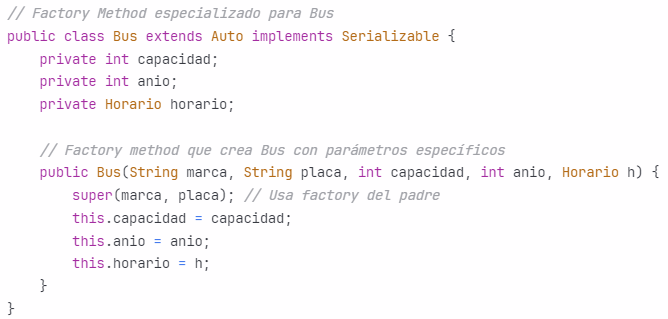 // Factory Method especializado para Bus
public class Bus extends Auto implements Serializable {
    private int capacidad;
    private int anio;
    private Horario horario;

    // Factory method que crea Bus con parámetros específicos
    public Bus(String marca, String placa, int capacidad, int anio, Horario h) {
        super(marca, placa); // Usa factory del padre
        this.capacidad = capacidad;
        this.anio = anio;
        this.horario = h;
    }
}